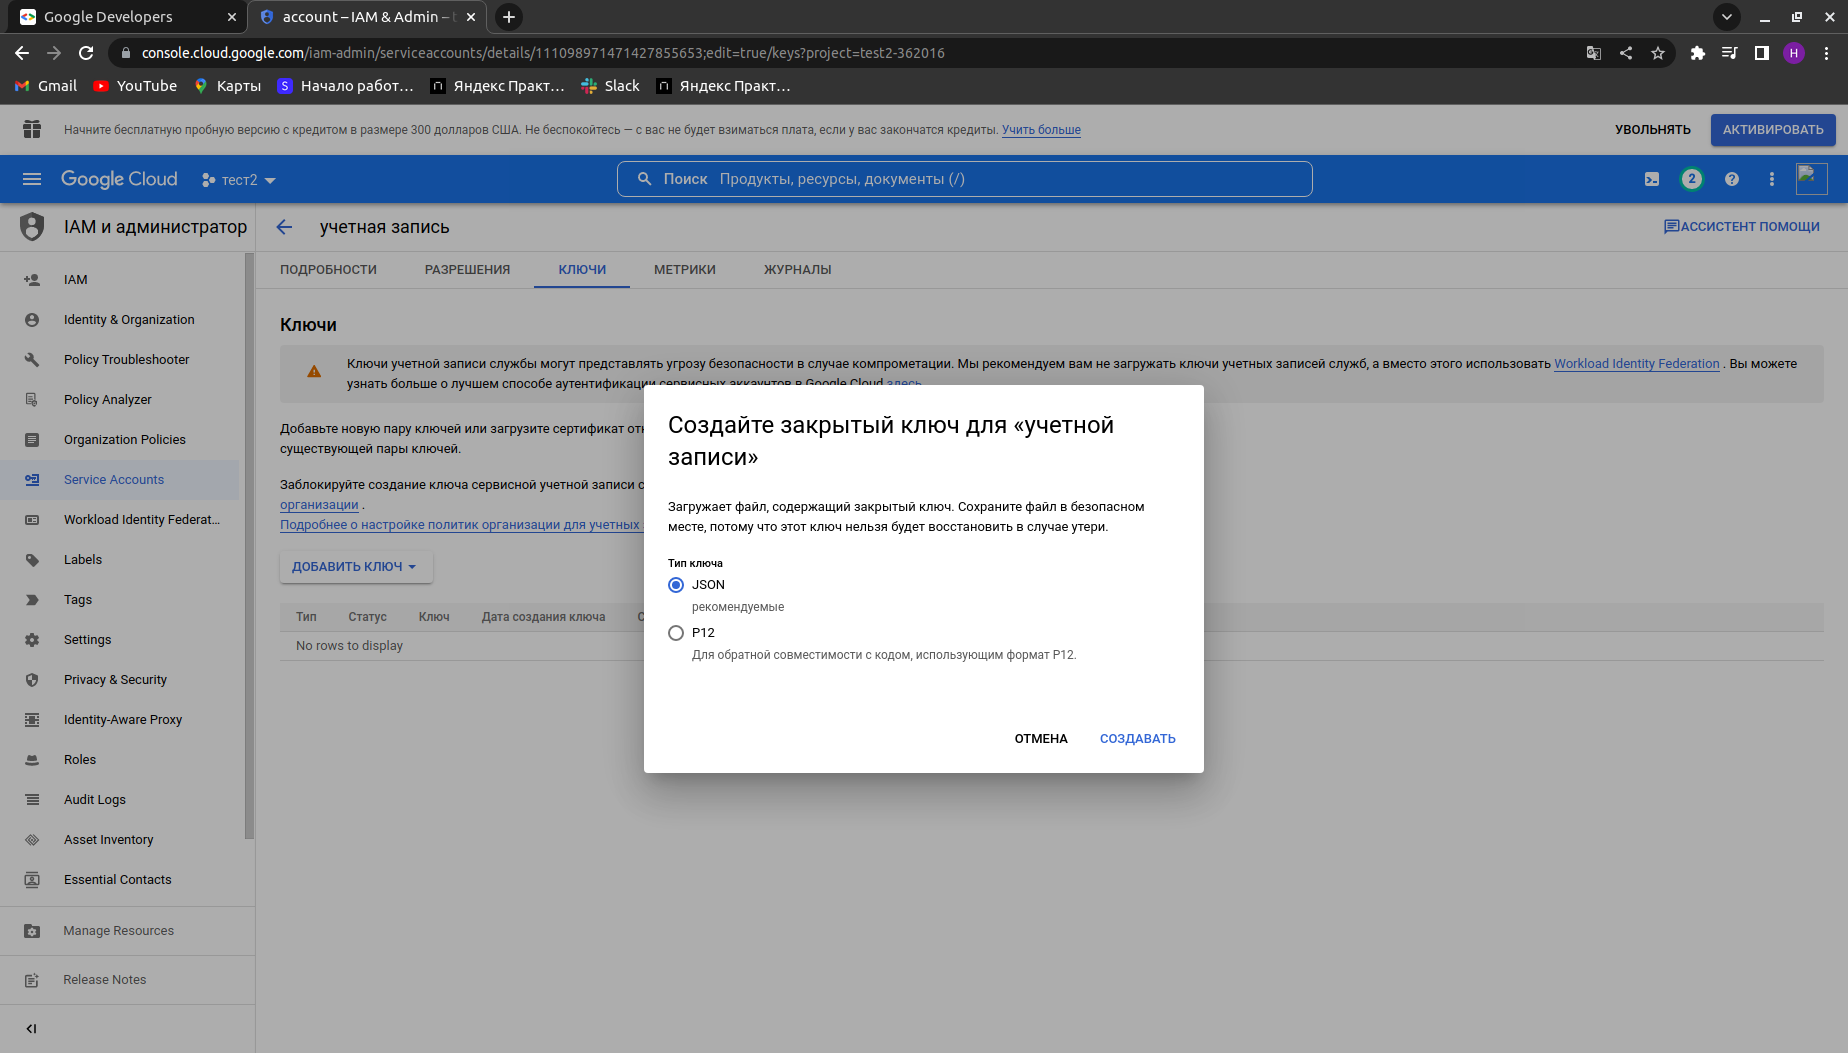 Google Developers
account – IAM & Admin –
console.cloud.google.com/iam-admin/serviceaccounts/details/111098971471427855653;edit=true/keys?project=test2-362016
H
Gmail
YouTube
Карты
S
Начало работ...
Яндекс Практ...
Slack
Яндекс Практ...
Начните бесплатную пробную версию с кредитом в размере 300 долларов США. Не беспокойтесь — с вас не будет взиматься плата, если у вас закончатся кредиты. Учить больше
УВОЛЬНЯТЬ
АКТИВИРОВАТЬ
Google Cloud
тест2
Поиск Продукты, ресурсы, документы (/)
2
IAM и администратор
учетная запись
АССИСТЕНТ ПОМОЩИ
IAM
Identity & Organization
Policy Troubleshooter
Policy Analyzer
Organization Policies
Service Accounts
Workload Identity Federat...
Labels
Tags
Settings
Privacy & Security
Identity-Aware Proxy
Roles
Audit Logs
Asset Inventory
Essential Contacts
Manage Resources
Release Notes
ПОДРОБНОСТИ
РАЗРЕШЕНИЯ
КЛЮЧИ
МЕТРИКИ
ЖУРНАЛЫ
Ключи
Ключи учетной записи службы могут представлять угрозу безопасности в случае компрометации. Мы рекомендуем вам не загружать ключи учетных записей служб, а вместо этого использовать Workload Identity Federation . Вы можете
узнать больше о лучшем способе аутентификации сервисных аккаунтов в Google Cloud здесь
Добавьте новую пару ключей или загрузите сертификат
существующей пары ключей.
Заблокируйте создание ключа сервисной учетной записи с
организации .
Подробнее о настройке политик организации для учетных
ДОБАВИТЬ КЛЮЧ
Тип
Статус
Ключ
Дата создания ключа
No rows to display
Создайте закрытый ключ для «учетной
записи»
Загружает файл, содержащий закрытый ключ. Сохраните файл в безопасном
месте, потому что этот ключ нельзя будет восстановить в случае утери.
Тип ключа
JSON
рекомендуемые
P12
Для обратной совместимости с кодом, использующим формат P12.
ОТМЕНА
СОЗДАВАТЬ